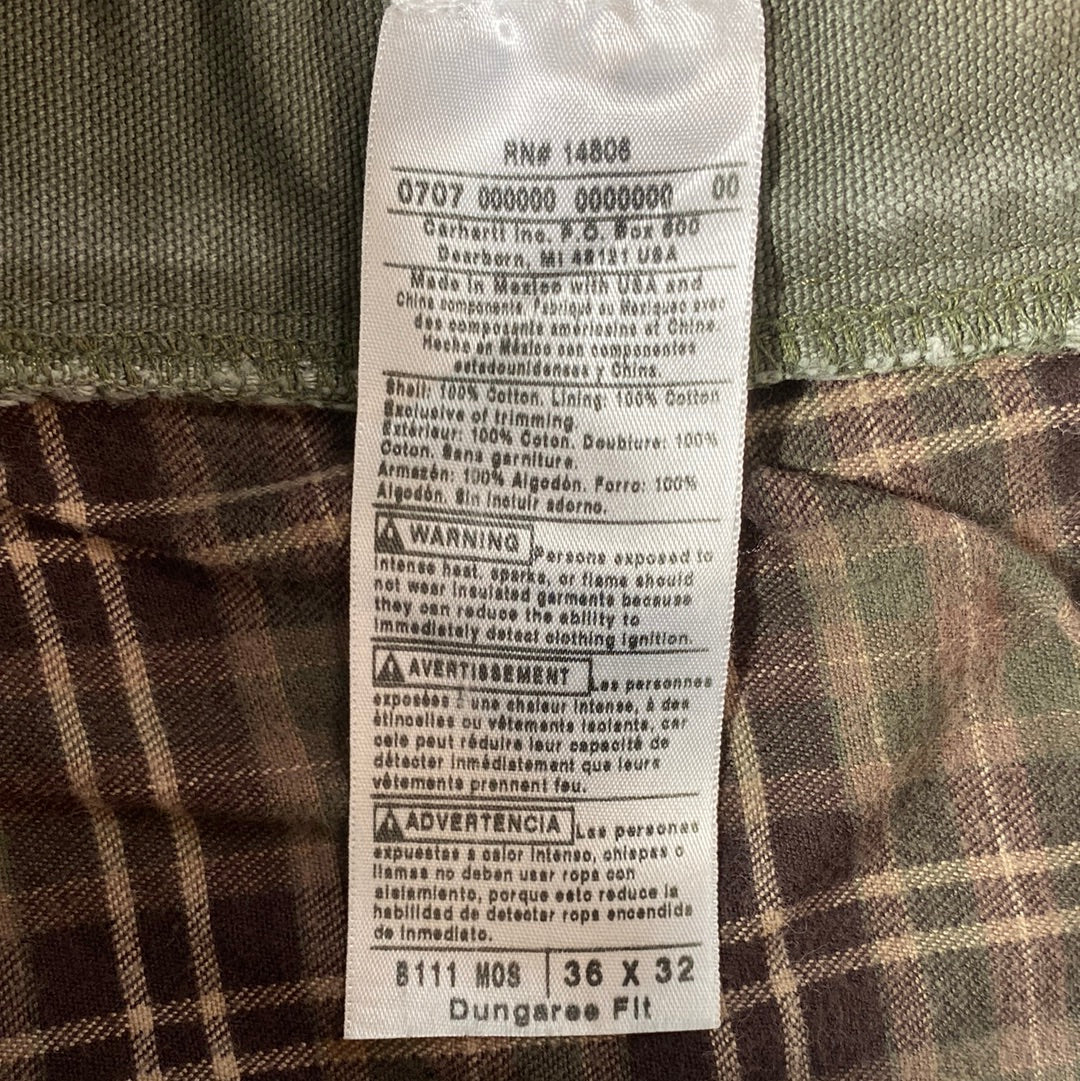 RN# 14806
0707 000000 0000000 00
Carhartt Inc. P.O. Box 600
Dearborn, MI 48121 USA
Made in Mexico with USA and
China components Fabriqué au Mexique avec
des composants américains et Chine.
Hecho en México con componentes
estadounidenses y China.
Shell: 100% Cotton. Lining: 100% Cotton
Exclusive of trimming.
Extérieur: 100% Coton. Doublure: 100%
Coton. Sans garniture.
Armazón: 100% Algodón. Forro: 100%
Algodón. Sin incluir adorno.
WARNING Persons exposed to
intense heat, sparks, or flame should
not wear insulated garments because
they can reduce the ability to
immediately detect clothing ignition.
AVERTISSEMENT Les personnes
exposées à une chaleur intense, à des
étincelles ou vêtements isolants, car
cela peut réduire leur capacité de
détecter immédiatement que leurs
vêtements prennent feu.
ADVERTENCIA Las personas
expuestas a calor intenso, chispas o
llamas no deben usar ropa con
aislamiento, porque esto reduce la
habilidad de detectar ropa encendida
de inmediato.
B111 MOS 36 X 32
Dungaree Fit